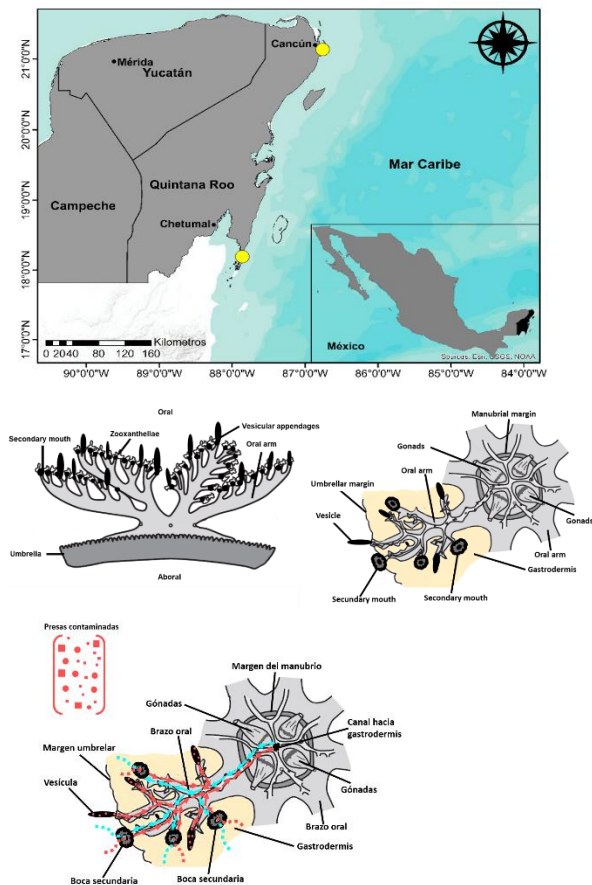 21°0'0"N
20°0'0"N
19°0'0"N
18°0'0"N
17°0'0"N
Cancún
Mérida
Yucatán
Mar Caribe
Quintana Roo
Campeche
Chetumal
Kilometros
0 2040 80 120 160
México
Sources: Esri, USGS, NOAA
90°0'0"W 89°0'0"W 88°0'0"W 87°0'0"W 86°0'0"W 85°0'0"W 84°0'0"W
Oral
Vesicular appendages
Secondary mouth
Zooxanthellae
Oral arm
Umbrella
Aboral
Manubrial margin
Gonads
Oral arm
Umbrellar margin
Vesicle
Gonads
Oral arm
Gastrodermis
Secundary mouth
Secondary mouth
Presas contaminadas
Margen del manubrio
Gónadas
Canal hacia
gastrodermis
Brazo oral
Margen umbrelar
Gónadas
Vesícula
Brazo oral
Gastrodermis
Boca secundaria
Boca secundaria